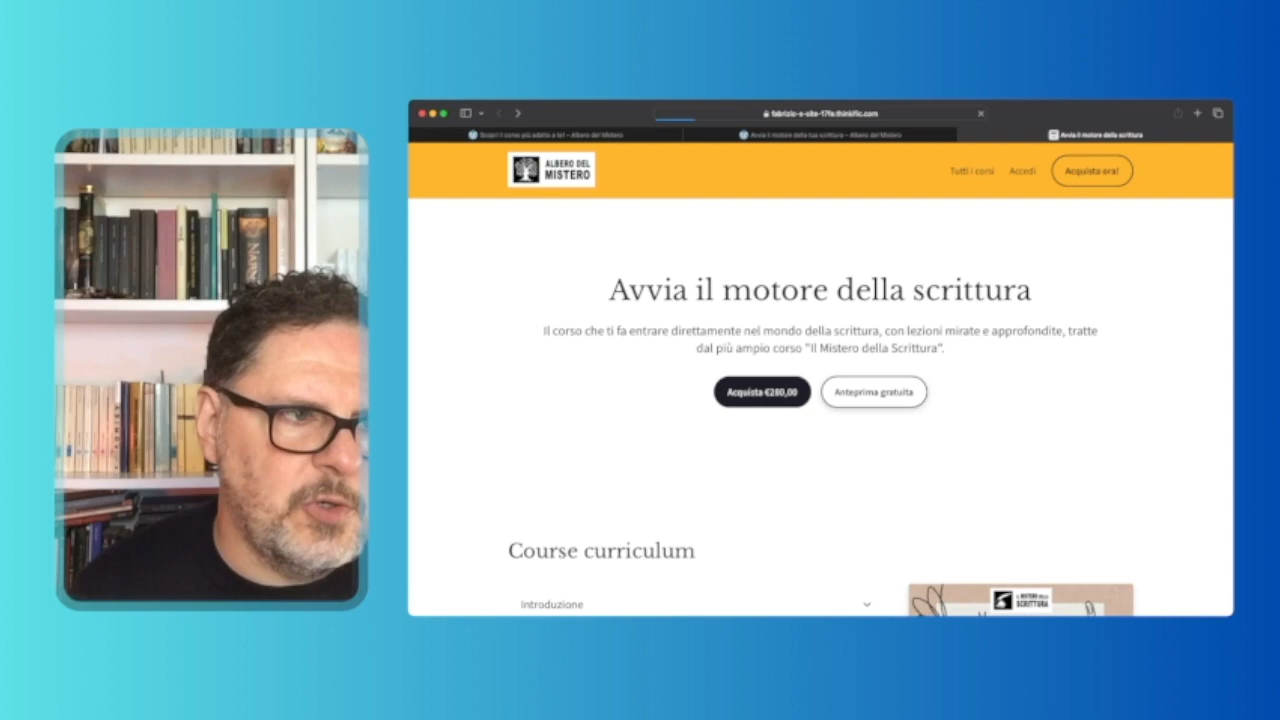 fabrizio-e-site-17fe.thinkific.com
Scopri il corso più adatto a te! – Albero del Mistero
Avvia il motore della tua scrittura – Albero del Mistero
Avvia il motore della scrittura
ALBERO DEL
MISTERO
Tutti i corsi
Accedi
Acquista ora!
Avvia il motore della scrittura
Il corso che ti fa entrare direttamente nel mondo della scrittura, con lezioni mirate e approfondite, tratte
dal più ampio corso "Il Mistero della Scrittura".
Acquista €280,00
Anteprima gratuita
Course curriculum
Introduzione
IL MISTERO DELLA
SCRITTURA